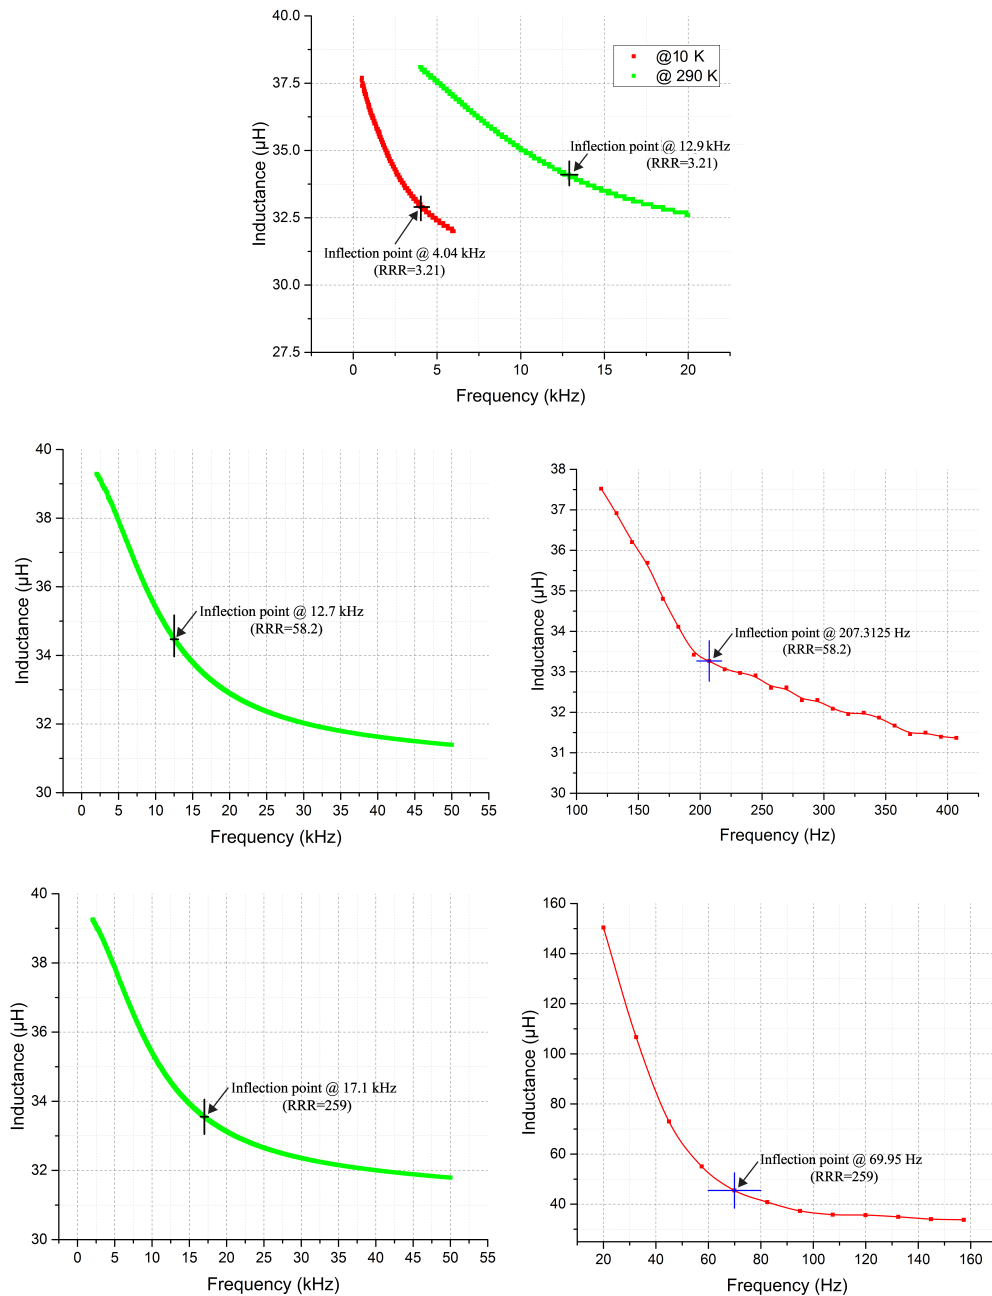 40.0
37.5
35.0
32.5
30.0
27.5
Inductance (µH)
@10 K
@ 290 K
Inflection point @ 12.9 kHz
(RRR=3.21)
Inflection point @ 4.04 kHz
(RRR=3.21)
0 5 10 15 20
Frequency (kHz)
40
38
36
34
32
30
Inductance (µH)
Inflection point @ 12.7 kHz
(RRR=58.2)
0 5 10 15 20 25 30 35 40 45 50 55
Frequency (kHz)
38
37
36
35
34
33
32
31
30
Inductance (µH)
Inflection point @ 207.3125 Hz
(RRR=58.2)
100 150 200 250 300 350 400
Frequency (Hz)
40
38
36
34
32
30
Inductance (µH)
Inflection point @ 17.1 kHz
(RRR=259)
0 5 10 15 20 25 30 35 40 45 50 55
Frequency (kHz)
160
140
120
100
80
60
40
Inductance (µH)
Inflection point @ 69.95 Hz
(RRR=259)
20 40 60 80 100 120 140 160
Frequency (Hz)